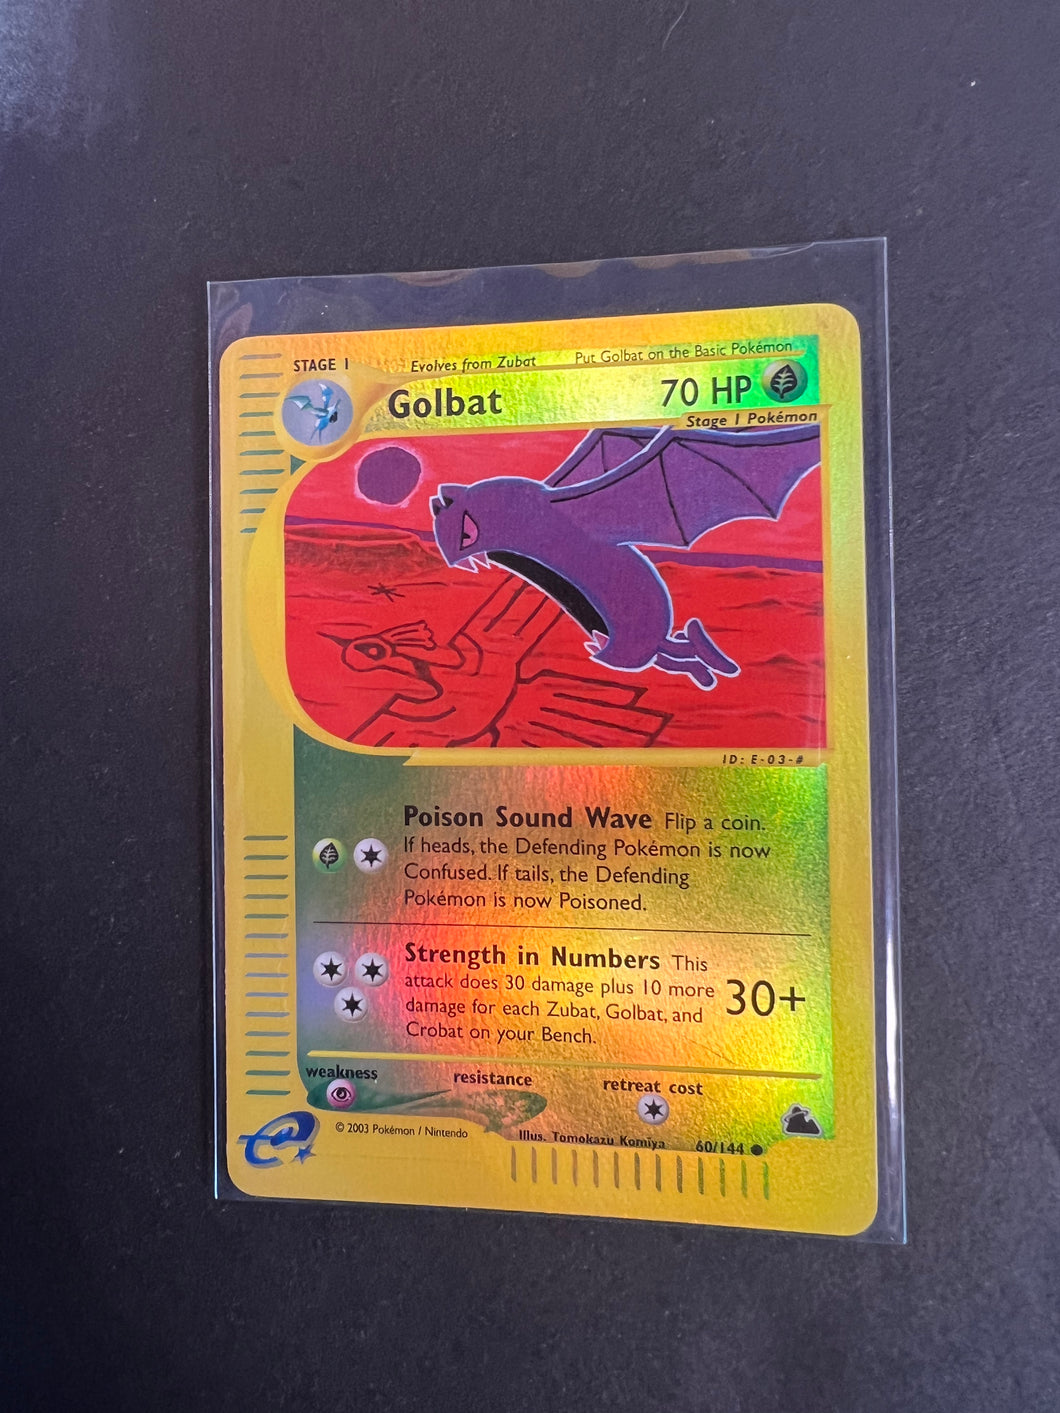 STAGE 1
Evolves from Zubat
Put Golbat on the Basic Pokémon
Golbat
70 HP
Stage 1 Pokémon
ID: E-03-#
Poison Sound Wave Flip a coin.
If heads, the Defending Pokémon is now
Confused. If tails, the Defending
Pokémon is now Poisoned.
Strength in Numbers This
attack does 30 damage plus 10 more
damage for each Zubat, Golbat, and
Crobat on your Bench.
30+
weakness
resistance
retreat cost
e
© 2003 Pokémon / Nintendo
Illus. Tomokazu Komiya
60/144